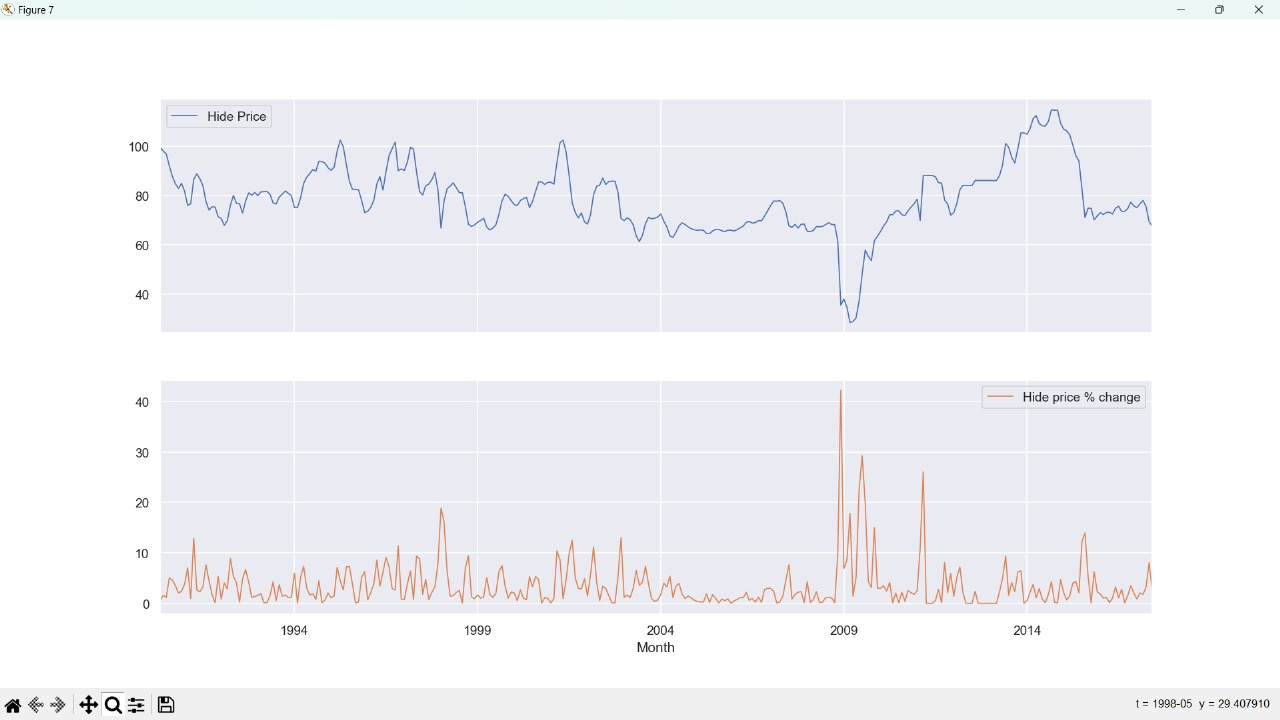 Figure 7
Hide Price
100
80
60
40
Hide price % change
40
30
20
10
0
1994 1999 2004 2009 2014
Month
t = 1998-05 y = 29.407910